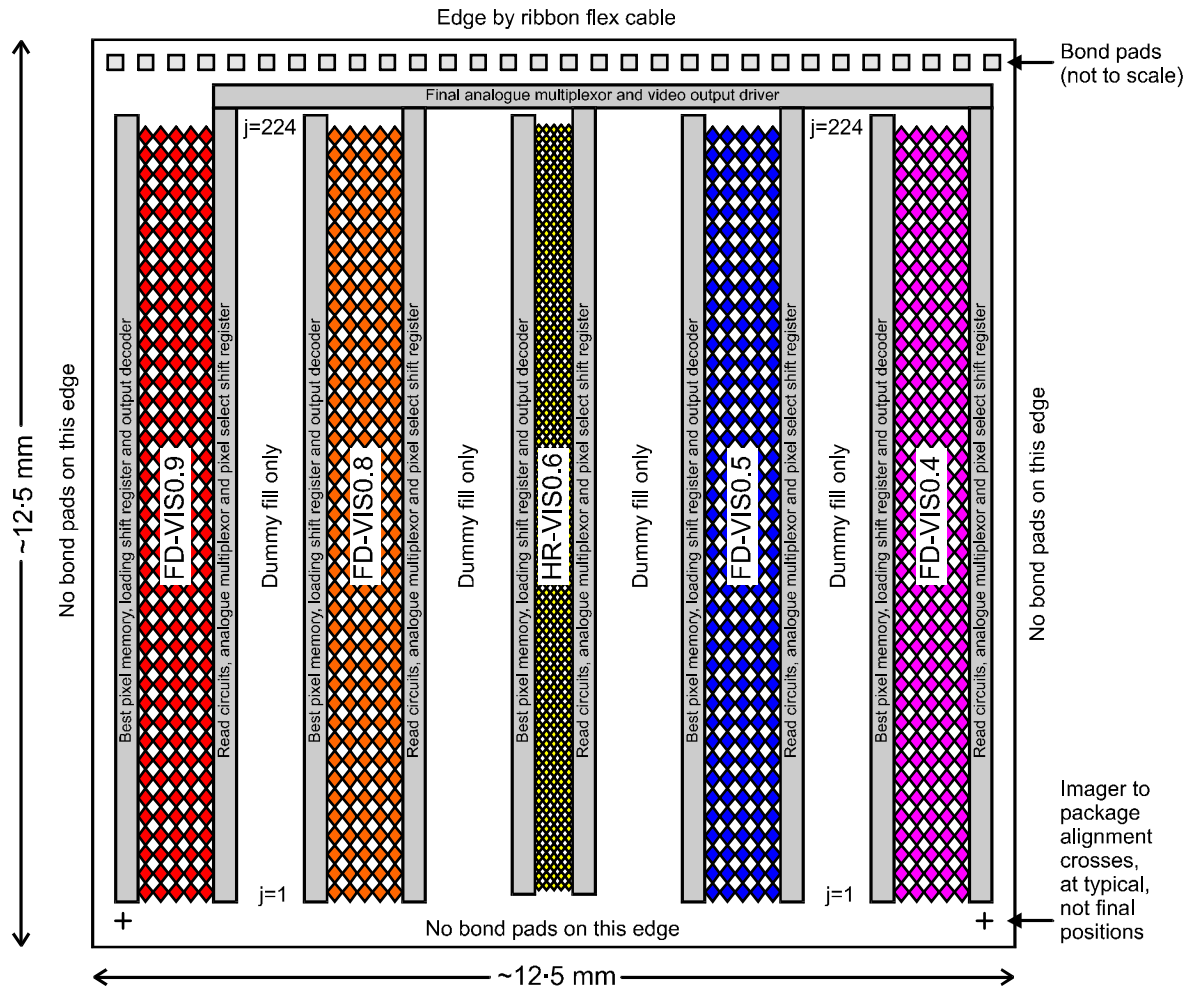 Edge by ribbon flex cable
Bond pads
(not to scale)
Final analogue multiplexor and video output driver
j=224
j=224
~12·5 mm
No bond pads on this edge
Best pixel memory, loading shift register and output decoder
FD-VIS0.9
Read circuits, analogue multiplexor and pixel select shift register
Dummy fill only
Best pixel memory, loading shift register and output decoder
FD-VIS0.8
Read circuits, analogue multiplexor and pixel select shift register
Dummy fill only
Best pixel memory, loading shift register and output decoder
HR-VIS0.6
Read circuits, analogue multiplexor and pixel select shift register
Dummy fill only
Best pixel memory, loading shift register and output decoder
FD-VIS0.5
Read circuits, analogue multiplexor and pixel select shift register
Dummy fill only
Best pixel memory, loading shift register and output decoder
FD-VIS0.4
Read circuits, analogue multiplexor and pixel select shift register
No bond pads on this edge
j=1
j=1
Imager to
package
alignment
crosses,
at typical,
not final
positions
No bond pads on this edge
~12·5 mm